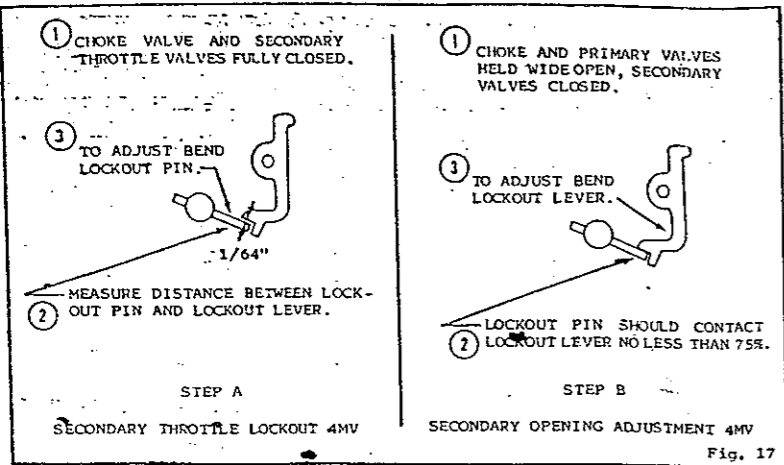 1 CHOKE VALVE AND SECONDARY
THROTTLE VALVES FULLY CLOSED.
3 TO ADJUST BEND
LOCKOUT PIN.
1/64"
MEASURE DISTANCE BETWEEN LOCK-
2 OUT PIN AND LOCKOUT LEVER.
STEP A
SECONDARY THROTTLE LOCKOUT 4MV
1 CHOKE AND PRIMARY VALVES
HELD WIDE OPEN, SECONDARY
VALVES CLOSED.
3 TO ADJUST BEND
LOCKOUT LEVER.
LOCKOUT PIN SHOULD CONTACT
2 LOCKOUT LEVER NO LESS THAN 75%.
STEP B
SECONDARY OPENING ADJUSTMENT 4MV
Fig. 17